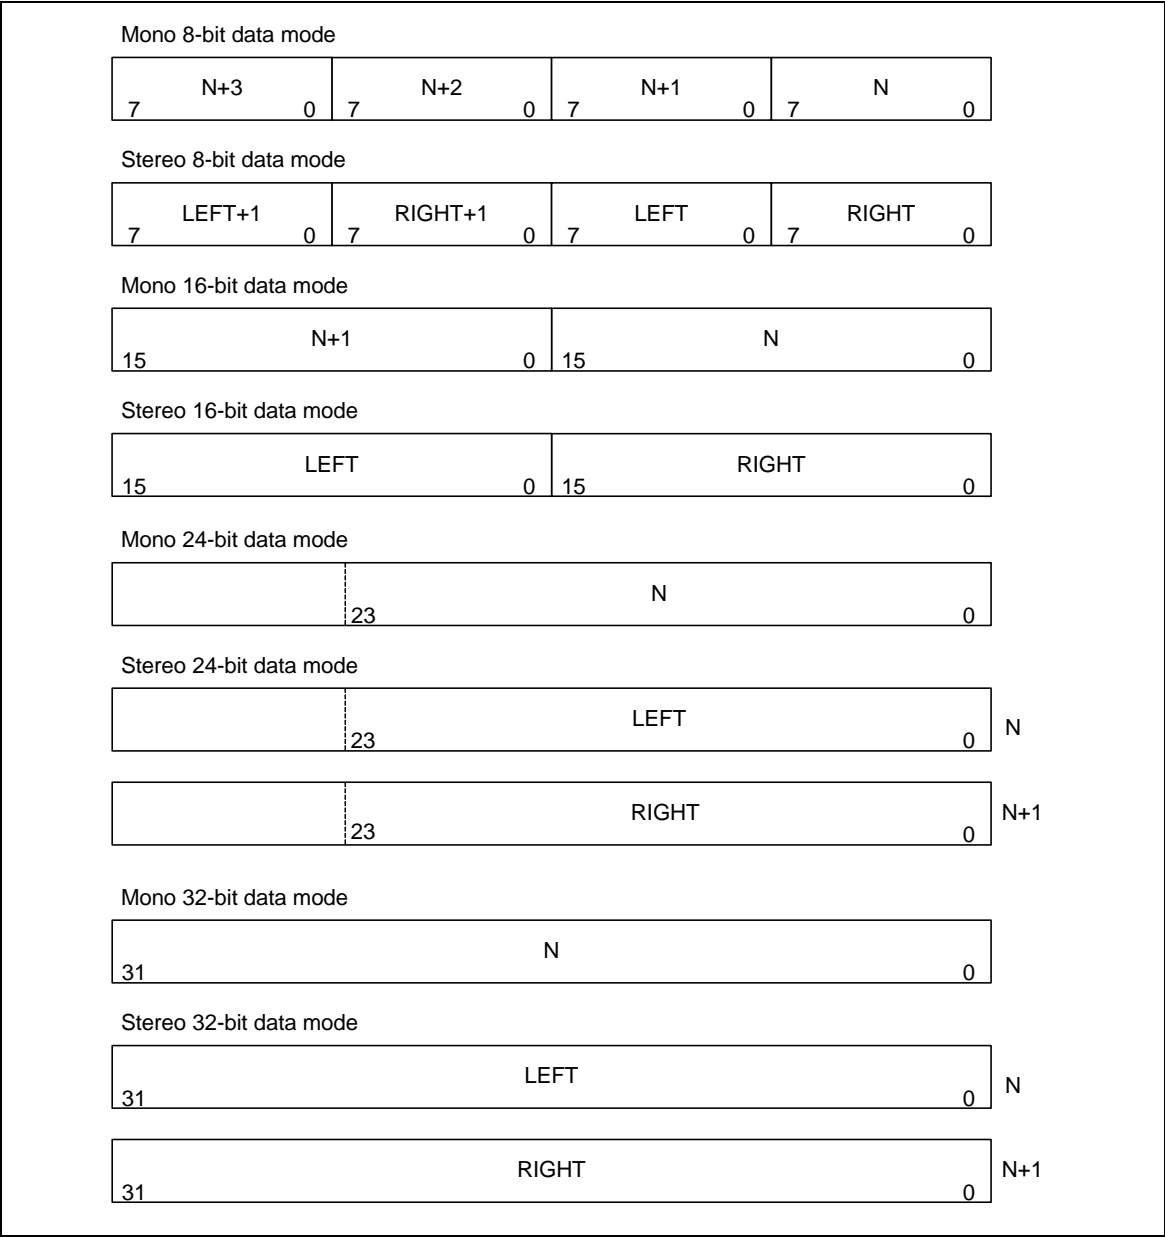 Mono 8-bit data mode
N+3 N+2 N+1 N
7 0 7 0 7 0 7 0
Stereo 8-bit data mode
LEFT+1 RIGHT+1 LEFT RIGHT
7 0 7 0 7 0 7 0
Mono 16-bit data mode
N+1 N
15 0 15 0
Stereo 16-bit data mode
LEFT RIGHT
15 0 15 0
Mono 24-bit data mode
N
23 0
Stereo 24-bit data mode
LEFT
N
23 0
RIGHT
N+1
23 0
Mono 32-bit data mode
N
31 0
Stereo 32-bit data mode
LEFT
N
31 0
RIGHT N+1
31 0